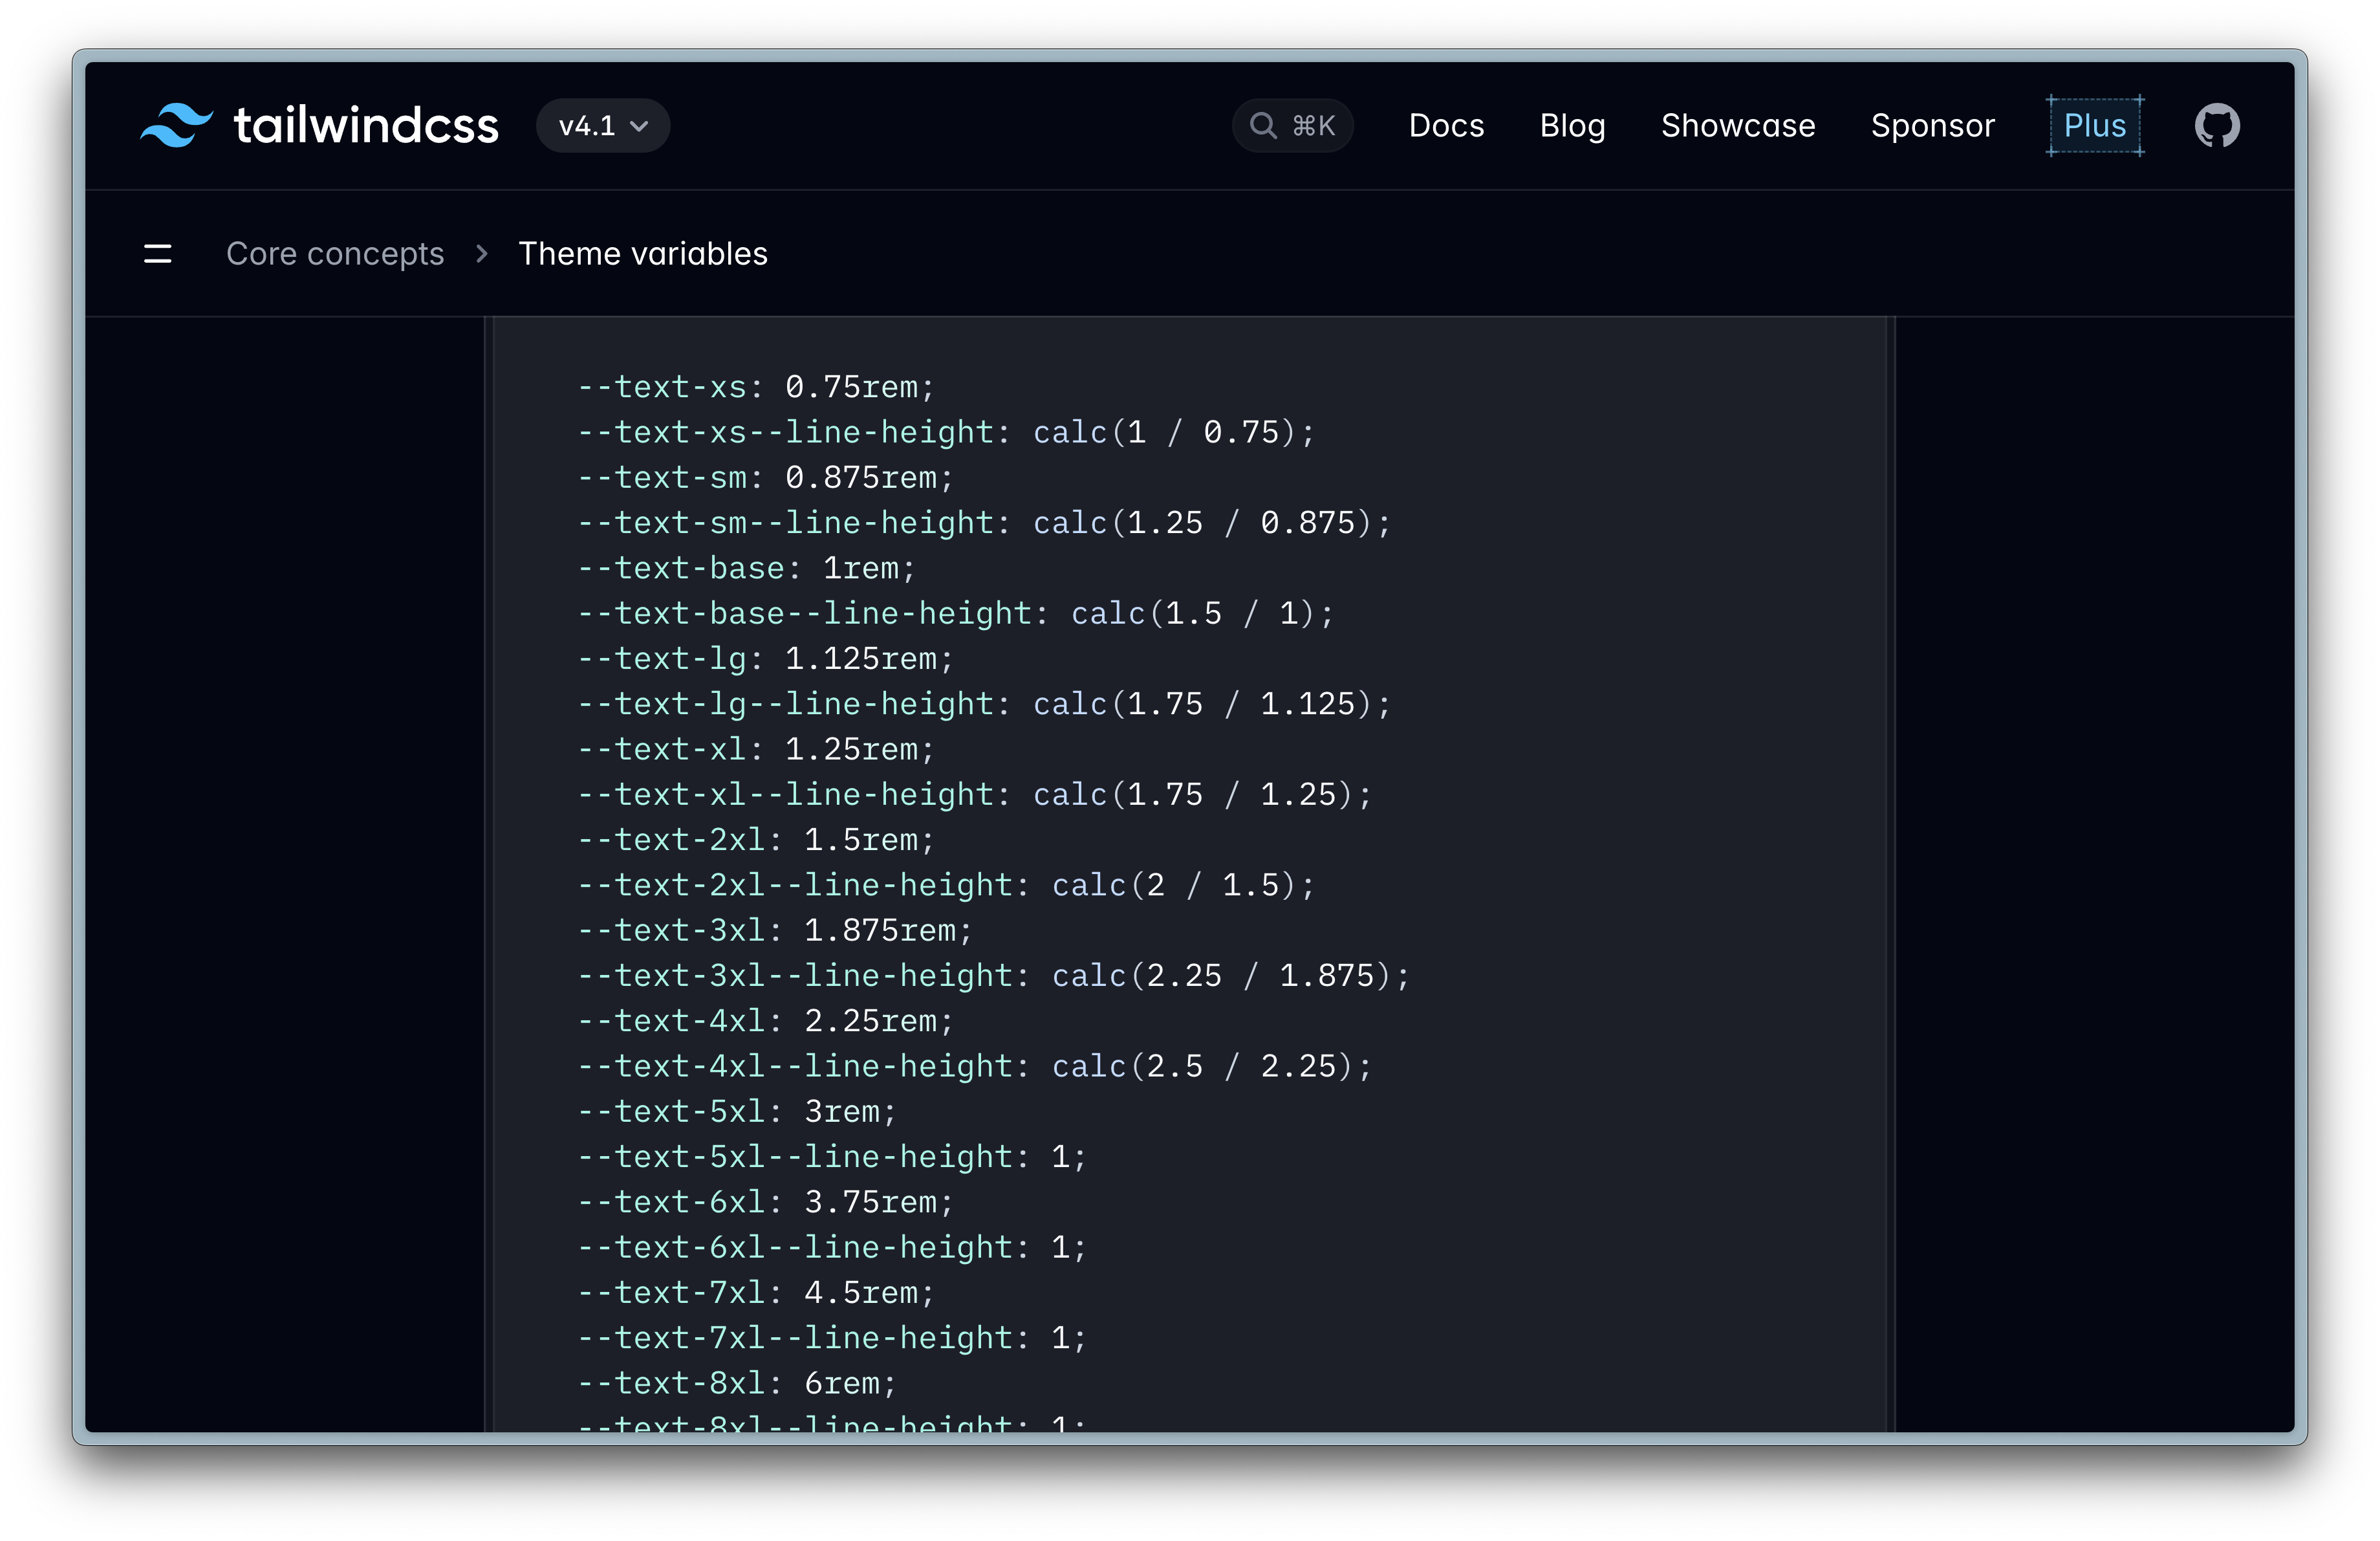 tailwindcss v4.1 ⌘K Docs Blog Showcase Sponsor Plus
Core concepts > Theme variables
--text-xs: 0.75rem;
--text-xs--line-height: calc(1 / 0.75);
--text-sm: 0.875rem;
--text-sm--line-height: calc(1.25 / 0.875);
--text-base: 1rem;
--text-base--line-height: calc(1.5 / 1);
--text-lg: 1.125rem;
--text-lg--line-height: calc(1.75 / 1.125);
--text-xl: 1.25rem;
--text-xl--line-height: calc(1.75 / 1.25);
--text-2xl: 1.5rem;
--text-2xl--line-height: calc(2 / 1.5);
--text-3xl: 1.875rem;
--text-3xl--line-height: calc(2.25 / 1.875);
--text-4xl: 2.25rem;
--text-4xl--line-height: calc(2.5 / 2.25);
--text-5xl: 3rem;
--text-5xl--line-height: 1;
--text-6xl: 3.75rem;
--text-6xl--line-height: 1;
--text-7xl: 4.5rem;
--text-7xl--line-height: 1;
--text-8xl: 6rem;
--text-8xl--line-height: 1;